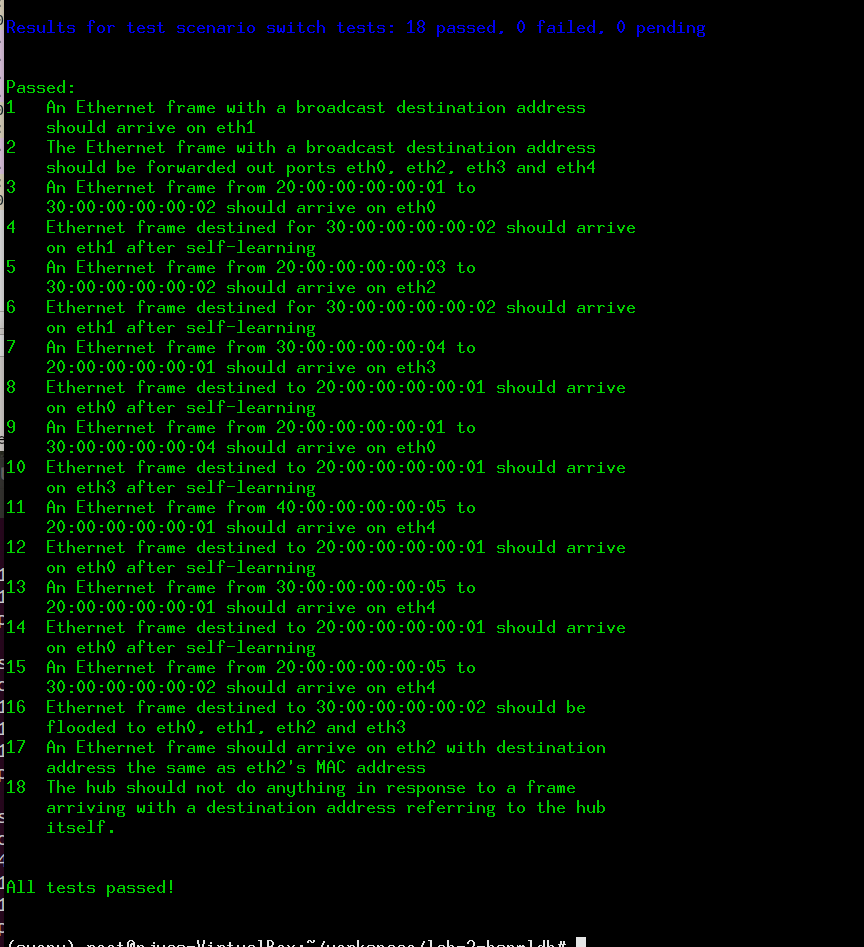 Results for test scenario switch tests: 18 passed, 0 failed, 0 pending
Passed:
1 An Ethernet frame with a broadcast destination address
should arrive on eth1
2 The Ethernet frame with a broadcast destination address
should be forwarded out ports eth0, eth2, eth3 and eth4
3 An Ethernet frame from 20:00:00:00:00:01 to
30:00:00:00:00:02 should arrive on eth0
4 Ethernet frame destined for 30:00:00:00:00:02 should arrive
on eth1 after self-learning
5 An Ethernet frame from 20:00:00:00:00:03 to
30:00:00:00:00:02 should arrive on eth2
6 Ethernet frame destined for 30:00:00:00:00:02 should arrive
on eth1 after self-learning
7 An Ethernet frame from 30:00:00:00:00:04 to
20:00:00:00:00:01 should arrive on eth3
8 Ethernet frame destined to 20:00:00:00:00:01 should arrive
on eth0 after self-learning
9 An Ethernet frame from 20:00:00:00:00:01 to
30:00:00:00:00:04 should arrive on eth0
10 Ethernet frame destined to 20:00:00:00:00:01 should arrive
on eth3 after self-learning
11 An Ethernet frame from 40:00:00:00:00:05 to
20:00:00:00:00:01 should arrive on eth4
12 Ethernet frame destined to 20:00:00:00:00:01 should arrive
on eth0 after self-learning
13 An Ethernet frame from 30:00:00:00:00:05 to
20:00:00:00:00:01 should arrive on eth4
14 Ethernet frame destined to 20:00:00:00:00:01 should arrive
on eth0 after self-learning
15 An Ethernet frame from 20:00:00:00:00:05 to
30:00:00:00:00:02 should arrive on eth4
16 Ethernet frame destined to 30:00:00:00:00:02 should be
flooded to eth0, eth1, eth2 and eth3
17 An Ethernet frame should arrive on eth2 with destination
address the same as eth2's MAC address
18 The hub should not do anything in response to a frame
arriving with a destination address referring to the hub
itself.
All tests passed!